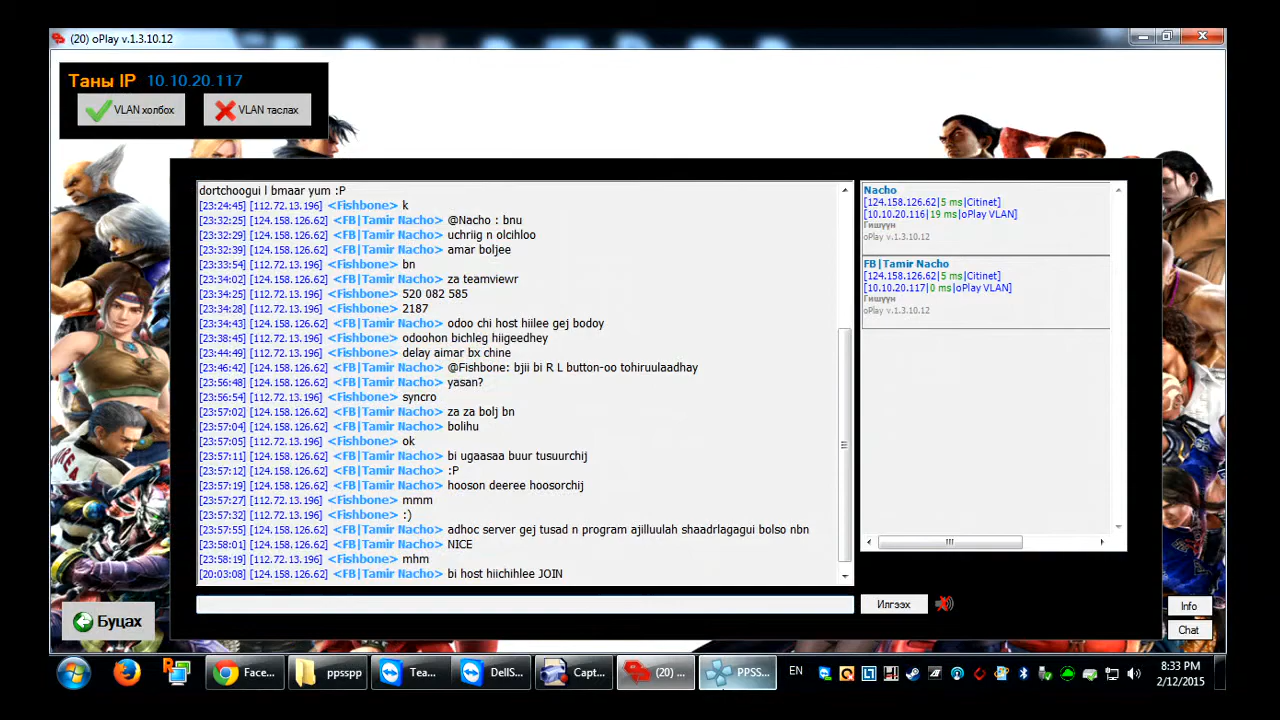 (20) oPlay v.1.3.10.12
Таны IP 10.10.20.117
VLAN холбох
VLAN таслах
dortchoogui l bmaar yum :P
[23:24:45] [112.72.13.196] <Fishbone> k
[23:32:25] [124.158.126.62] <FB|Tamir Nacho> @Nacho : bnu
[23:32:29] [124.158.126.62] <FB|Tamir Nacho> uchriig n olcihloo
[23:32:39] [124.158.126.62] <FB|Tamir Nacho> amar boljee
[23:33:54] [112.72.13.196] <Fishbone> bn
[23:34:02] [124.158.126.62] <FB|Tamir Nacho> za teamviewr
[23:34:25] [112.72.13.196] <Fishbone> 520 082 585
[23:34:28] [112.72.13.196] <Fishbone> 2187
[23:34:43] [124.158.126.62] <FB|Tamir Nacho> odoo chi host hiilee gej bodoy
[23:38:45] [112.72.13.196] <Fishbone> odoohon bichleg hiigeedhey
[23:44:49] [112.72.13.196] <Fishbone> delay aimar bx chine
[23:46:42] [124.158.126.62] <FB|Tamir Nacho> @Fishbone: bjii bi R L button-oo tohiruulaadhay
[23:56:48] [124.158.126.62] <FB|Tamir Nacho> yasan?
[23:56:54] [112.72.13.196] <Fishbone> syncro
[23:57:02] [124.158.126.62] <FB|Tamir Nacho> za za bolj bn
[23:57:04] [124.158.126.62] <FB|Tamir Nacho> bolihu
[23:57:05] [112.72.13.196] <Fishbone> ok
[23:57:11] [124.158.126.62] <FB|Tamir Nacho> bi ugaasaa buur tusuurchij
[23:57:12] [124.158.126.62] <FB|Tamir Nacho> :P
[23:57:19] [124.158.126.62] <FB|Tamir Nacho> hooson deeree hoosorchij
[23:57:27] [112.72.13.196] <Fishbone> mmm
[23:57:32] [112.72.13.196] <Fishbone> :)
[23:57:55] [124.158.126.62] <FB|Tamir Nacho> adhoc server gej tusad n program ajilluulah shaadrlagagui bolso nbn
[23:58:01] [124.158.126.62] <FB|Tamir Nacho> NICE
[23:58:19] [112.72.13.196] <Fishbone> mhm
[20:03:08] [124.158.126.62] <FB|Tamir Nacho> bi host hiichihlee JOIN
Nacho
[124.158.126.62|5 ms|Citinet]
[10.10.20.116|19 ms|oPlay VLAN]
Гишүүн
oPlay v.1.3.10.12
FB|Tamir Nacho
[124.158.126.62|5 ms|Citinet]
[10.10.20.117|0 ms|oPlay VLAN]
Гишүүн
oPlay v.1.3.10.12
Илгээх
Буцах
Info
Chat
Face...
ppsspp
Tea...
DellS...
Capt...
(20) ...
PPSS...
EN
8:33 PM
2/12/2015